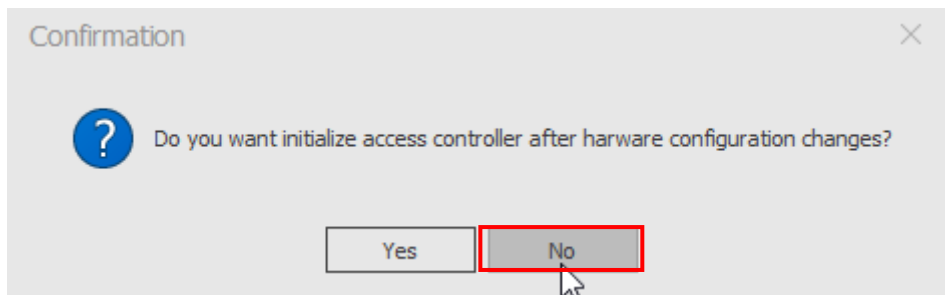 Confirmation
Do you want initialize access controller after harware configuration changes?
Yes
No